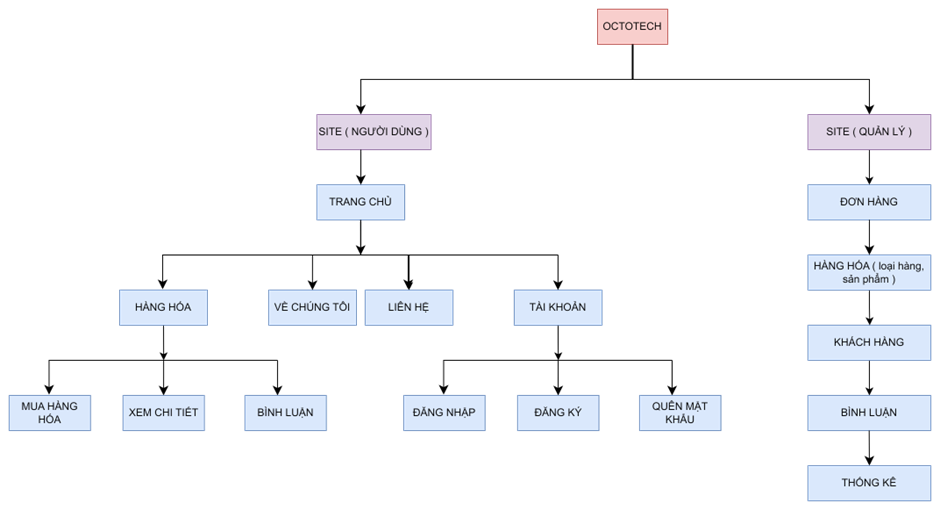 OCTOTECH
SITE ( NGƯỜI DÙNG )
SITE ( QUẢN LÝ )
TRANG CHỦ
ĐƠN HÀNG
HÀNG HÓA ( loại hàng,
sản phẩm )
HÀNG HÓA
VỀ CHÚNG TÔI
LIÊN HỆ
TÀI KHOẢN
KHÁCH HÀNG
MUA HÀNG
HÓA
XEM CHI TIẾT
BÌNH LUẬN
ĐĂNG NHẬP
ĐĂNG KÝ
QUÊN MẬT
KHẨU
BÌNH LUẬN
THỐNG KÊ